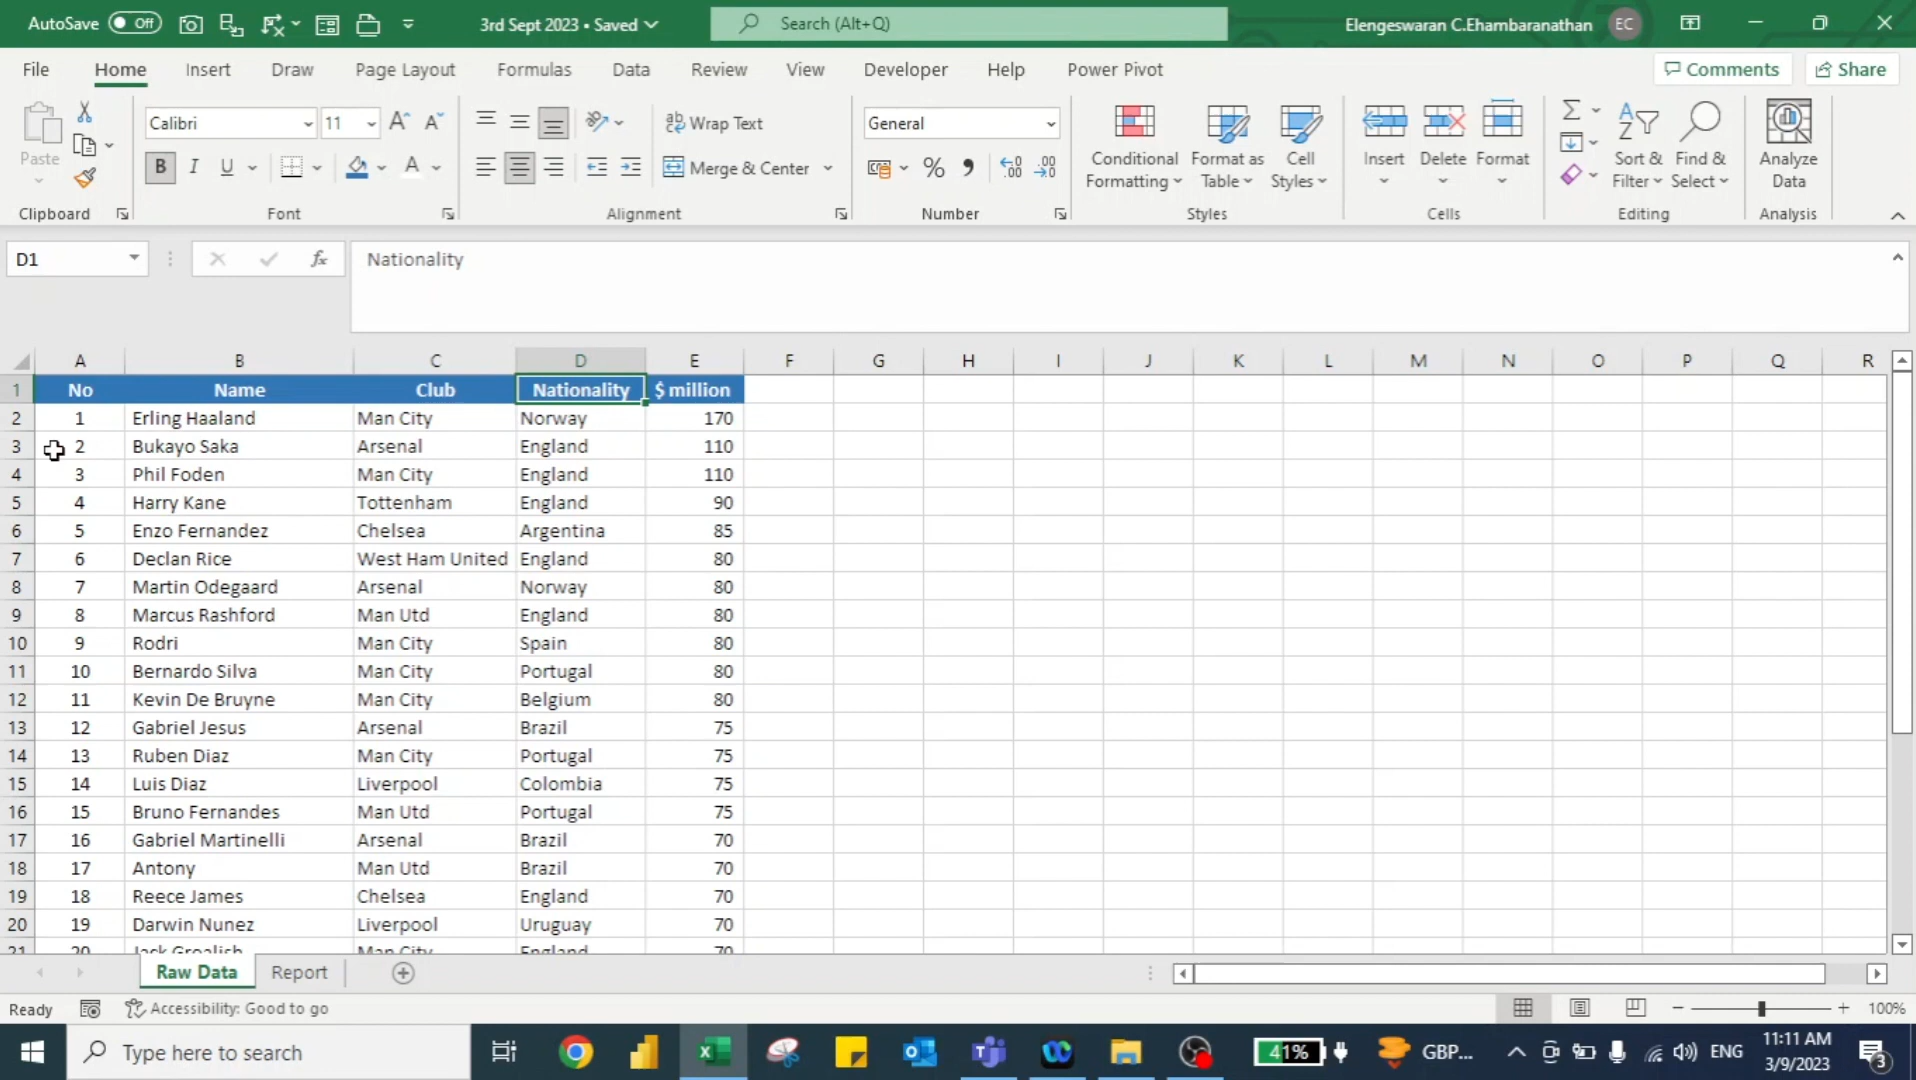 AutoSave Off 3rd Sept 2023 • Saved Search (Alt+Q) Elengeswaran C.Ehambaranathan EC
File Home Insert Draw Page Layout Formulas Data Review View Developer Help Power Pivot Comments Share
Paste Calibri 11 Wrap Text General Conditional Formatting Format as Table Cell Styles Insert Delete Format Sort & Filter Find & Select Analyze Data
B I U Merge & Center % 
Clipboard Font Alignment Number Styles Cells Editing Analysis
D1 fx Nationality
A B C D E F G H I J K L M N O P Q R
1 No Name Club Nationality $ million
2 1 Erling Haaland Man City Norway 170
3 2 Bukayo Saka Arsenal England 110
4 3 Phil Foden Man City England 110
5 4 Harry Kane Tottenham England 90
6 5 Enzo Fernandez Chelsea Argentina 85
7 6 Declan Rice West Ham United England 80
8 7 Martin Odegaard Arsenal Norway 80
9 8 Marcus Rashford Man Utd England 80
10 9 Rodri Man City Spain 80
11 10 Bernardo Silva Man City Portugal 80
12 11 Kevin De Bruyne Man City Belgium 80
13 12 Gabriel Jesus Arsenal Brazil 75
14 13 Ruben Diaz Man City Portugal 75
15 14 Luis Diaz Liverpool Colombia 75
16 15 Bruno Fernandes Man Utd Portugal 75
17 16 Gabriel Martinelli Arsenal Brazil 70
18 17 Antony Man Utd Brazil 70
19 18 Reece James Chelsea England 70
20 19 Darwin Nunez Liverpool Uruguay 70
21 20 Jack Grealish Man City England 70
Raw Data Report
Ready Accessibility: Good to go 100%
Type here to search 41% GBP... ENG 11:11 AM
3/9/2023 3